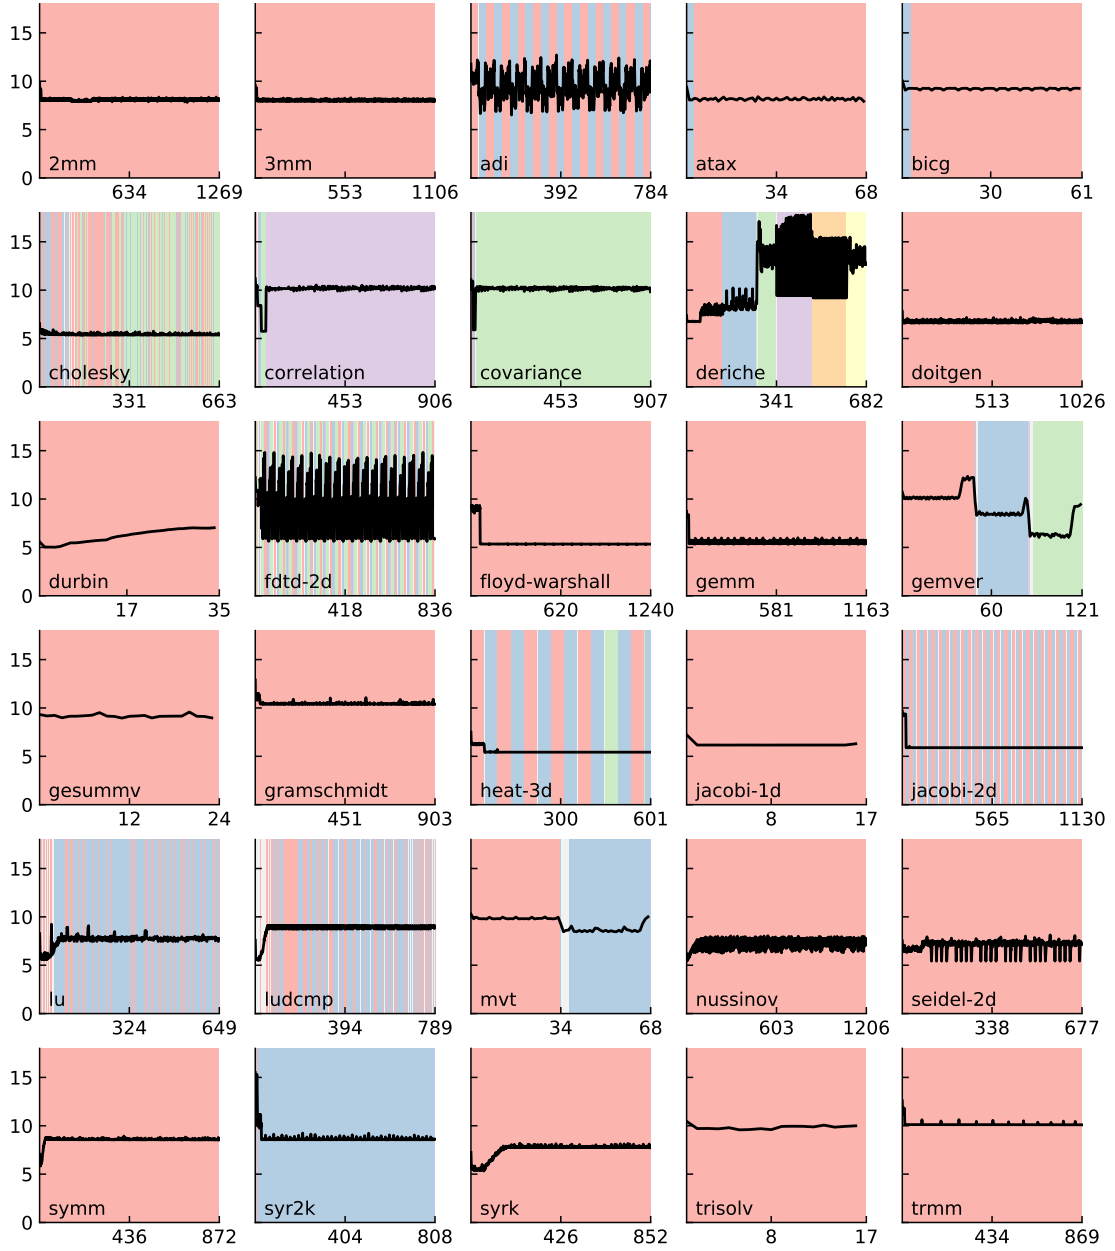 15
10
5
0
2mm
3mm
adi
atax
bicg
634 1269
553 1106
392 784
34 68
30 61
15
10
5
0
cholesky
correlation
covariance
deriche
doitgen
331 663
453 906
453 907
341 682
513 1026
15
10
5
0
durbin
fdtd-2d
floyd-warshall
gemm
gemver
17 35
418 836
620 1240
581 1163
60 121
15
10
5
0
gesummv
gramschmidt
heat-3d
jacobi-1d
jacobi-2d
12 24
451 903
300 601
8 17
565 1130
15
10
5
0
lu
ludcmp
mvt
nussinov
seidel-2d
324 649
394 789
34 68
603 1206
338 677
15
10
5
0
symm
syr2k
syrk
trisolv
trmm
436 872
404 808
426 852
8 17
434 869